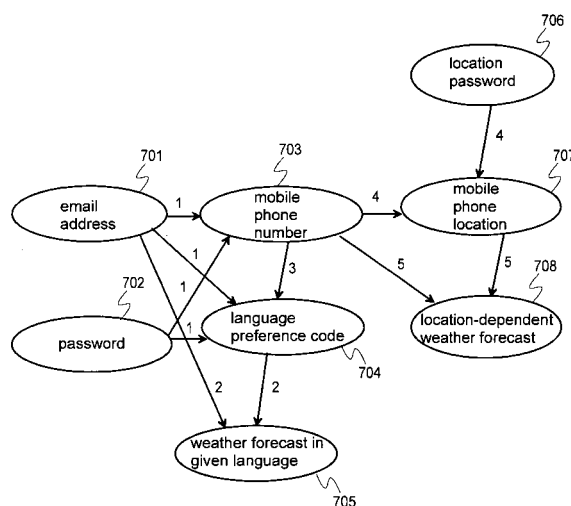 706
location
password
4
701
703
707
email
address
1
mobile
phone
number
4
mobile
phone
location
1
3
5
5
702
1
708
password
1
language
preference code
704
location-dependent
weather forecast
2
2
weather forecast in
given language
705